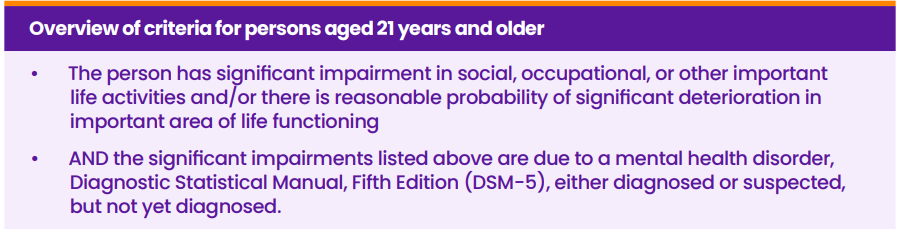 Overview of criteria for persons aged 21 years and older
• The person has significant impairment in social, occupational, or other important
life activities and/or there is reasonable probability of significant deterioration in
important area of life functioning
• AND the significant impairments listed above are due to a mental health disorder,
Diagnostic Statistical Manual, Fifth Edition (DSM-5), either diagnosed or suspected,
but not yet diagnosed.